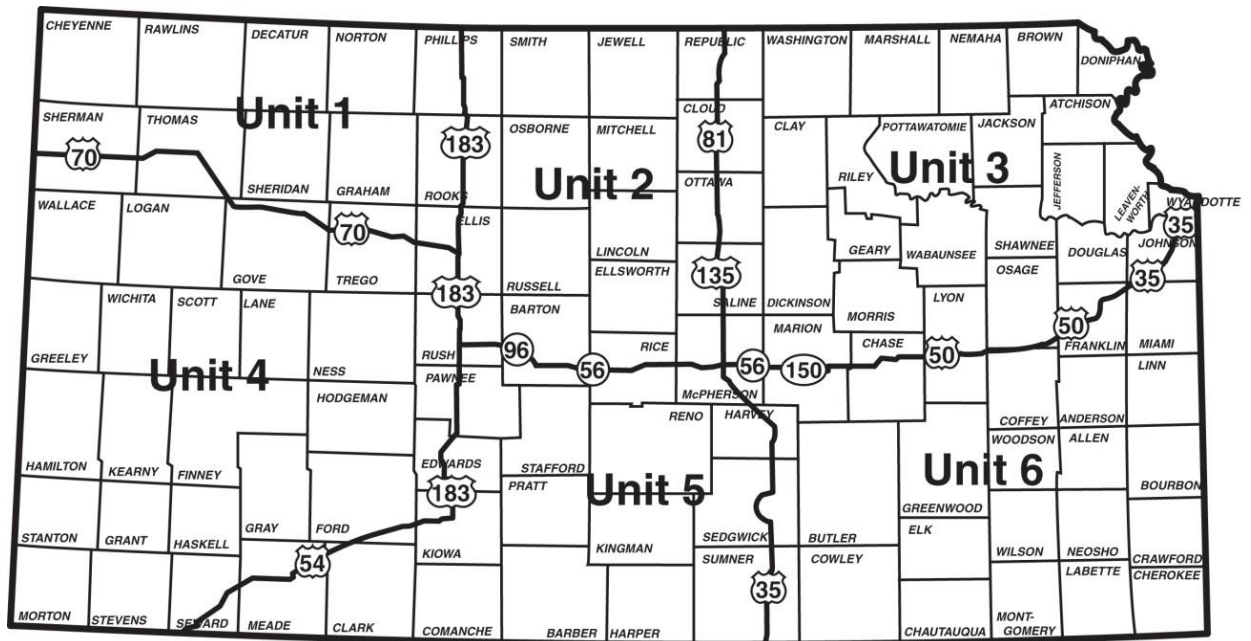 CHEYENNE
RAWLINS
DECATUR
NORTON
PHILLIPS
SMITH
JEWELL
REPUBLIC
WASHINGTON
MARSHALL
NEMAHA
BROWN
DONIPHAN
Unit 1
SHERMAN
THOMAS
183
OSBORNE
MITCHELL
CLOUD
81
CLAY
POTTAWATOMIE
JACKSON
ATCHISON
70
Unit 2
Unit 3
SHERIDAN
GRAHAM
ROOKS
OTTAWA
RILEY
JEFFERSON
LEAVEN-
WORTH
WYANDOTTE
WALLACE
LOGAN
70
ELLIS
35
GOVE
TREGO
LINCOLN
GEARY
WABAUNSEE
SHAWNEE
DOUGLAS
JOHNSON
183
RUSSELL
ELLSWORTH
135
SALINE
DICKINSON
OSAGE
35
WICHITA
SCOTT
LANE
BARTON
MORRIS
LYON
GREELEY
Unit 4
NESS
RUSH
96
56
RICE
56
MARION
150
CHASE
50
50
FRANKLIN
MIAMI
HODGEMAN
PAWNEE
McPHERSON
LINN
RENO
HARVEY
COFFEY
ANDERSON
HAMILTON
KEARNY
FINNEY
EDWARDS
STAFFORD
Unit 5
Unit 6
WOODSON
ALLEN
BOURBON
183
PRATT
GREENWOOD
STANTON
GRANT
HASKELL
GRAY
FORD
KIOWA
KINGMAN
SEDGWICK
BUTLER
ELK
WILSON
NEOSHO
CRAWFORD
54
SUMNER
COWLEY
LABETTE
CHEROKEE
35
MORTON
STEVENS
SEWARD
MEADE
CLARK
COMANCHE
BARBER
HARPER
CHAUTAUQUA
MONT-
GOMERY